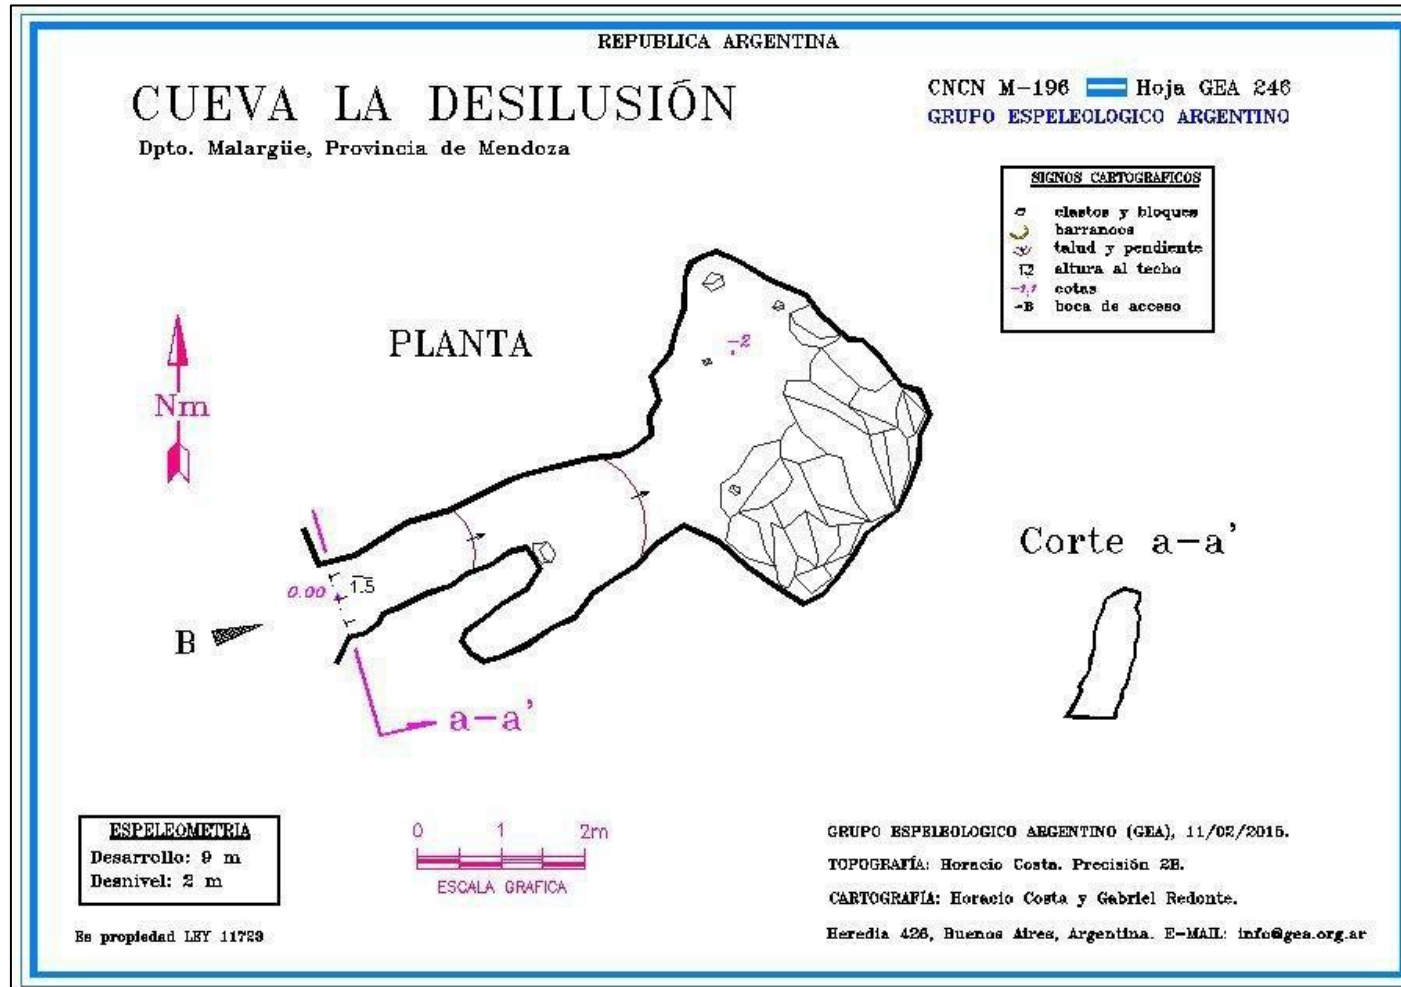 REPUBLICA ARGENTINA
CUEVA LA DESILUSIÓN
Dpto. Malargüe, Provincia de Mendoza
CNCN M-196 Hoja GEA 246
GRUPO ESPELEOLOGICO ARGENTINO
SIGNOS CARTOGRAFICOS
clastos y bloques
barrancos
talud y pendiente
1.2 altura al techo
-1,1 cotas
-B boca de acceso
PLANTA
Nm
-2
0.00
1.5
B
a-a'
Corte a-a'
ESPELEOMETRIA
Desarrollo: 9 m
Desnivel: 2 m
Es propiedad LEY 11723
0 1 2m
ESCALA GRAFICA
GRUPO ESPELEOLOGICO ARGENTINO (GEA), 11/02/2015.
TOPOGRAFÍA: Horacio Costa. Precisión 2B.
CARTOGRAFÍA: Horacio Costa y Gabriel Redonte.
Heredia 426, Buenos Aires, Argentina. E-MAIL: info@gea.org.ar